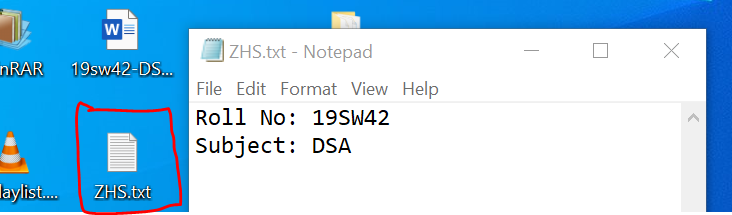 nRAR
19sw42-DS...
laylist....
ZHS.txt
ZHS.txt - Notepad
File Edit Format View Help
Roll No: 19SW42
Subject: DSA